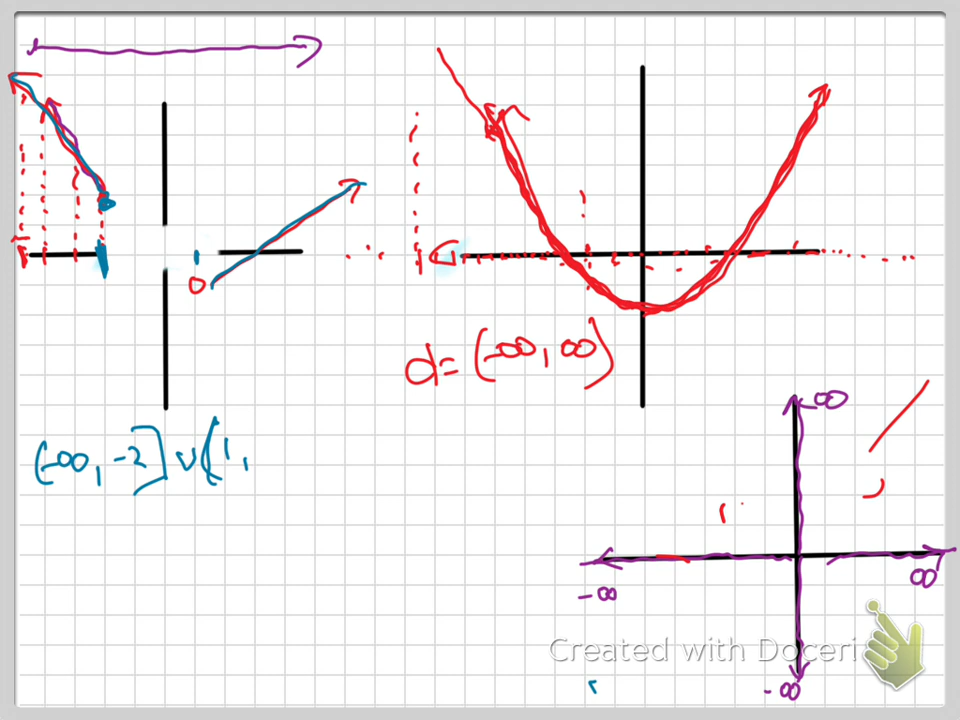 d = (-∞, ∞)
∞
(-∞, -2] ∪ (1,
-∞
∞
Created with Doceri
-∞